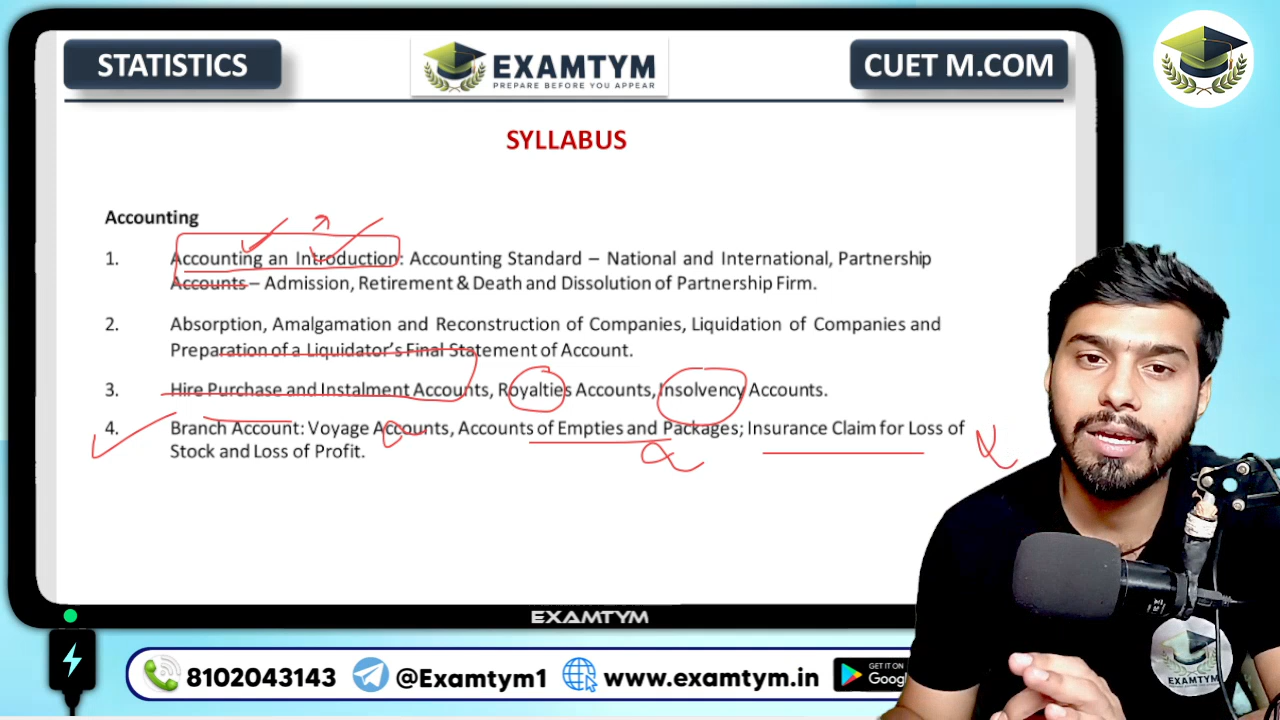 STATISTICS
EXAMTYM
PREPARE BEFORE YOU APPEAR
CUET M.COM
SYLLABUS
Accounting
1. Accounting an Introduction: Accounting Standard – National and International, Partnership
Accounts – Admission, Retirement & Death and Dissolution of Partnership Firm.
2. Absorption, Amalgamation and Reconstruction of Companies, Liquidation of Companies and
Preparation of a Liquidator's Final Statement of Account.
3. Hire Purchase and Instalment Accounts, Royalties Accounts, Insolvency Accounts.
4. Branch Account: Voyage Accounts, Accounts of Empties and Packages; Insurance Claim for Loss of
Stock and Loss of Profit.
EXAMTYM
8102043143
@Examtym1
www.examtym.in
GET IT ON
Google
EXAMTYM